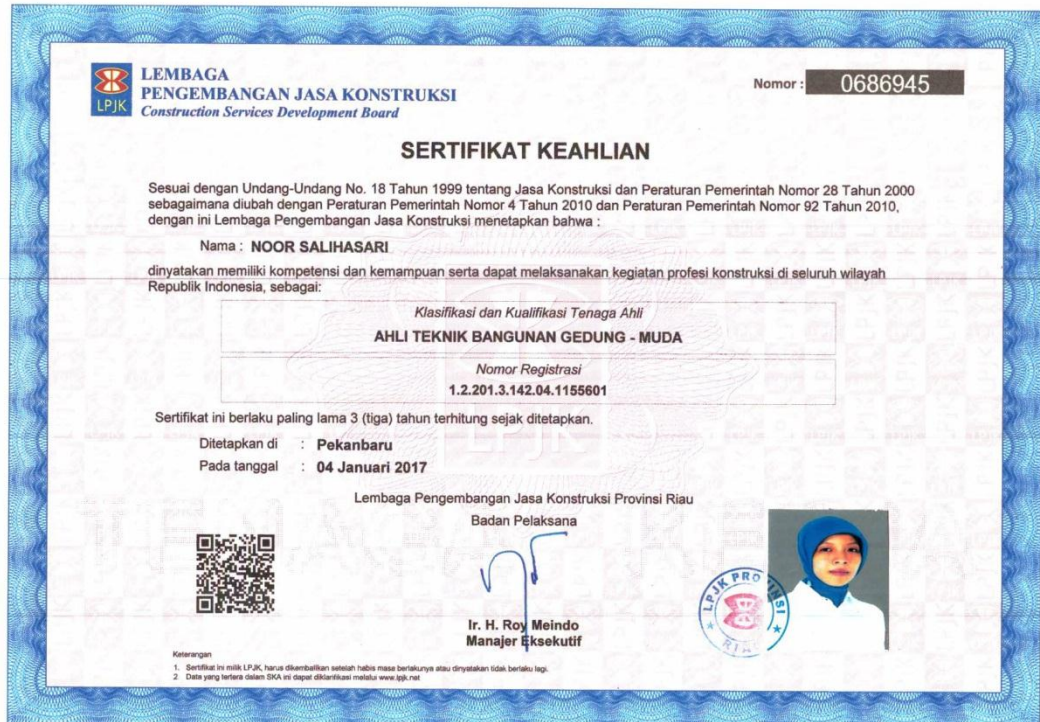 LPJK
LEMBAGA
PENGEMBANGAN JASA KONSTRUKSI
Construction Services Development Board
Nomor : 0686945
SERTIFIKAT KEAHLIAN
Sesuai dengan Undang-Undang No. 18 Tahun 1999 tentang Jasa Konstruksi dan Peraturan Pemerintah Nomor 28 Tahun 2000
sebagaimana diubah dengan Peraturan Pemerintah Nomor 4 Tahun 2010 dan Peraturan Pemerintah Nomor 92 Tahun 2010,
dengan ini Lembaga Pengembangan Jasa Konstruksi menetapkan bahwa :
Nama : NOOR SALIHASARI
dinyatakan memiliki kompetensi dan kemampuan serta dapat melaksanakan kegiatan profesi konstruksi di seluruh wilayah
Republik Indonesia, sebagai:
Klasifikasi dan Kualifikasi Tenaga Ahli
AHLI TEKNIK BANGUNAN GEDUNG - MUDA
Nomor Registrasi
1.2.201.3.142.04.1155601
Sertifikat ini berlaku paling lama 3 (tiga) tahun terhitung sejak ditetapkan.
Ditetapkan di : Pekanbaru
Pada tanggal : 04 Januari 2017
Lembaga Pengembangan Jasa Konstruksi Provinsi Riau
Badan Pelaksana
LPJK PROVINSI
RIAU
Ir. H. Roy Meindo
Manajer Eksekutif
Keterangan
1. Sertifikat ini milik LPJK, harus dikembalikan setelah habis masa berlakunya atau dinyatakan tidak berlaku lagi.
2 Data yang tertera dalam SKA ini dapat diklarifikasi melalui www.lpjk.net